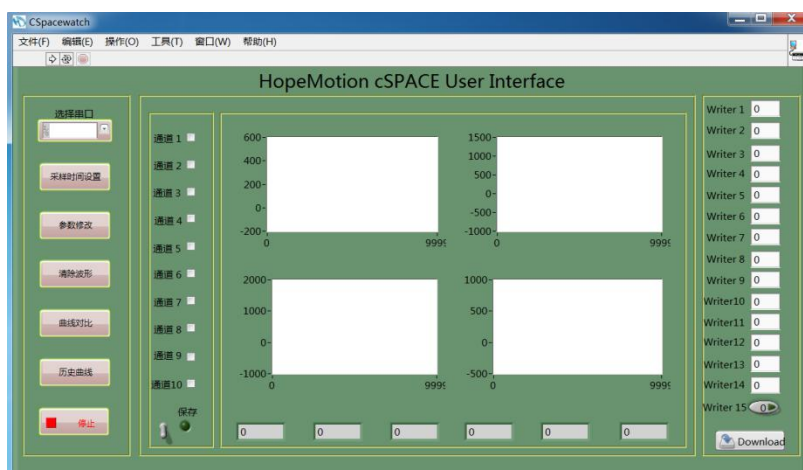 CSpacewatch
文件(F) 编辑(E) 操作(O) 工具(T) 窗口(W) 帮助(H)
HopeMotion cSPACE User Interface
选择串口
采样时间设置
参数修改
清除波形
曲线对比
历史曲线
停止
通道 1
通道 2
通道 3
通道 4
通道 5
通道 6
通道 7
通道 8
通道 9
通道10
保存
600
400
200
0
-200
0 9999
1500
1000
500
0
-500
-1000
0 9999
2000
1000
0
-1000
0 9999
1000
500
0
-500
0 9999
0 0 0 0 0 0
Writer 1 0
Writer 2 0
Writer 3 0
Writer 4 0
Writer 5 0
Writer 6 0
Writer 7 0
Writer 8 0
Writer 9 0
Writer10 0
Writer11 0
Writer12 0
Writer13 0
Writer14 0
Writer 15 0
Download